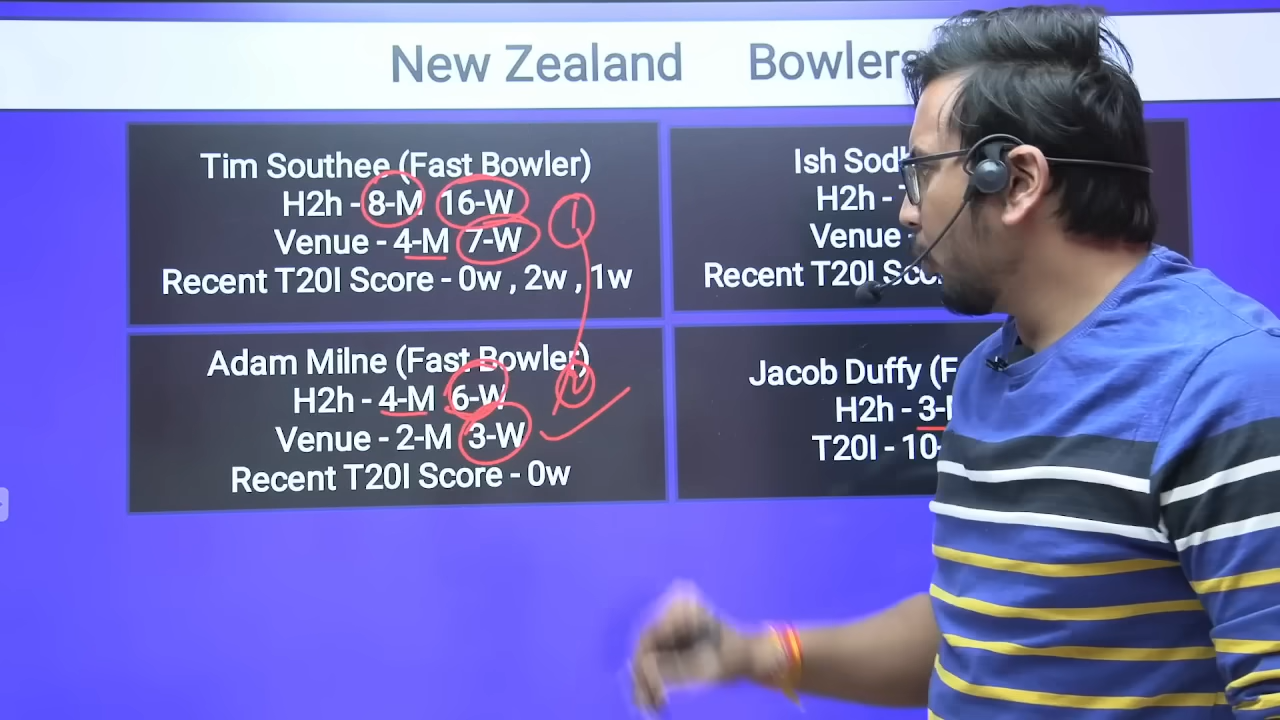 New Zealand Bowlers
Tim Southee (Fast Bowler)
H2h - 8-M 16-W
Venue - 4-M 7-W
Recent T20I Score - 0w , 2w , 1w
Ish
H2h -
Venue -
Recent T20I
Adam Milne (Fast Bowler)
H2h - 4-M 6-W
Venue - 2-M 3-W
Recent T20I Score - 0w
Jacob Duffy
H2h - 3-
T20I - 10-
1